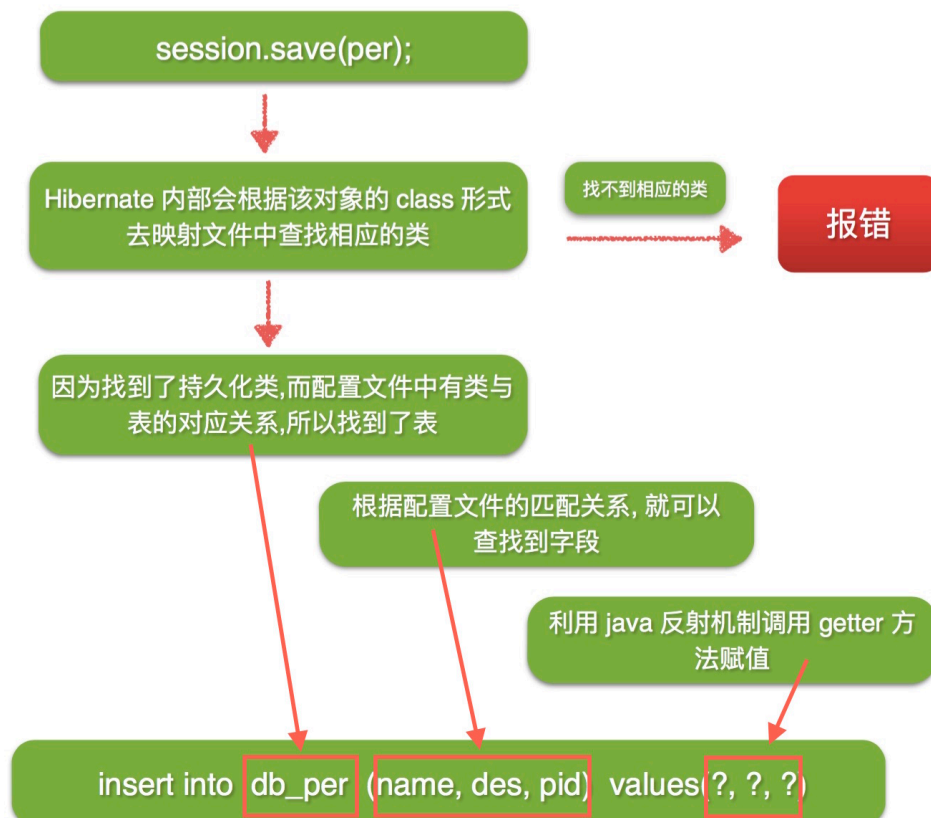 session.save(per);
Hibernate 内部会根据该对象的 class 形式
去映射文件中查找相应的类
找不到相应的类
报错
因为找到了持久化类,而配置文件中有类与
表的对应关系,所以找到了表
根据配置文件的匹配关系, 就可以
查找到字段
利用 java 反射机制调用 getter 方
法赋值
insert into db_per (name, des, pid) values(?, ?, ?)